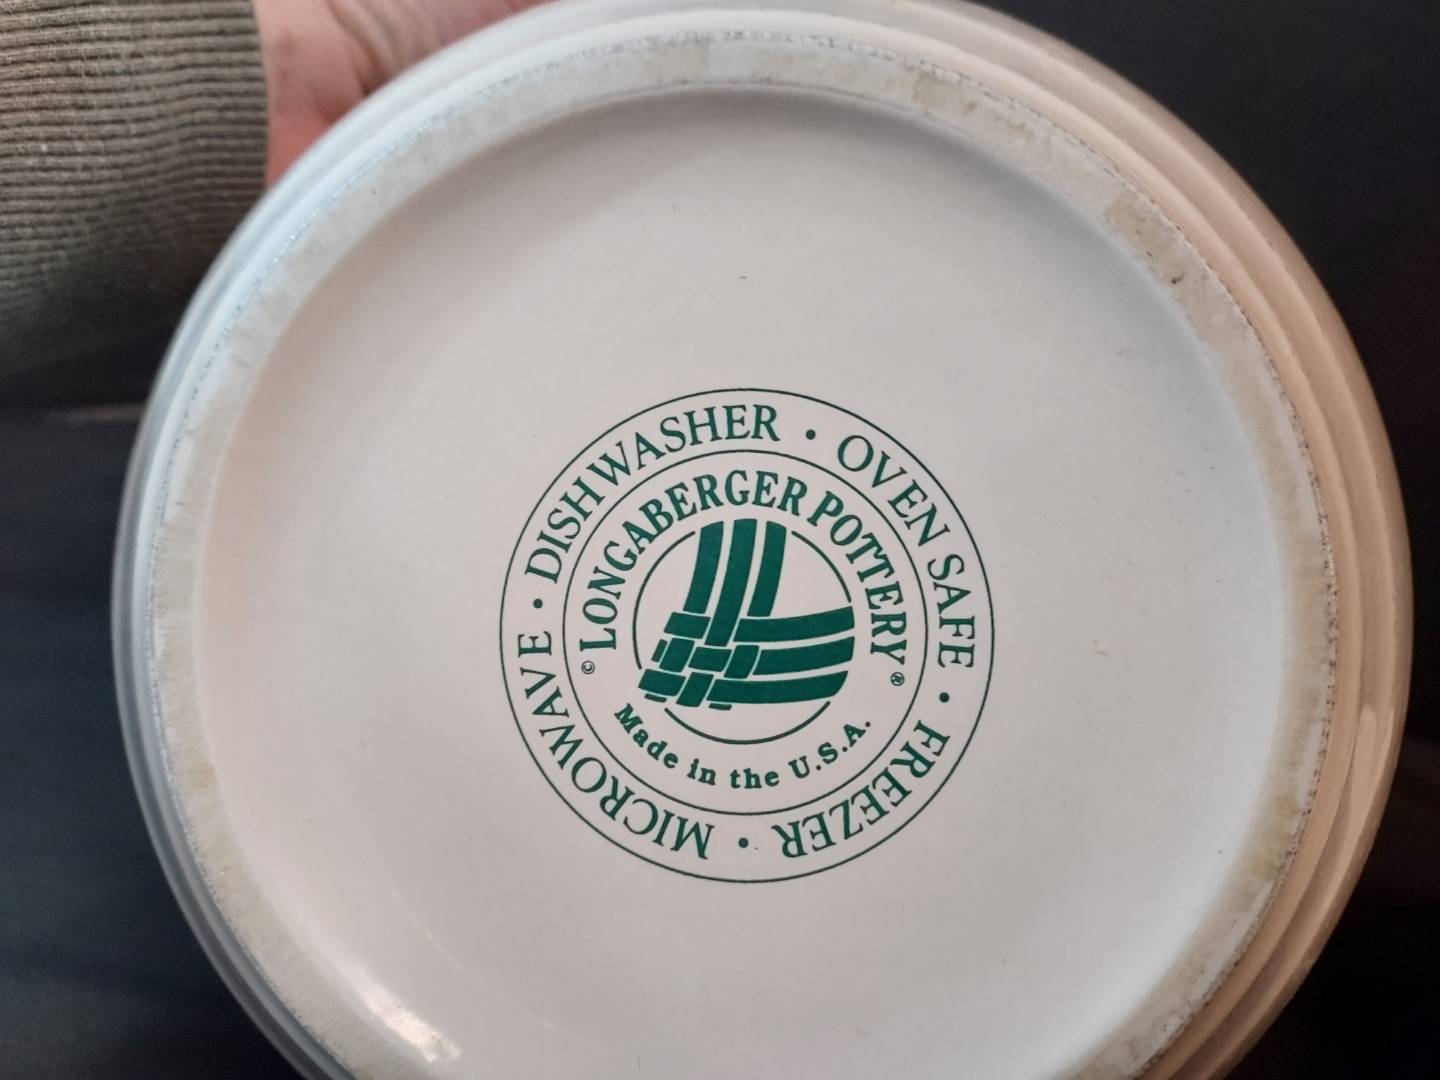 • DISHWASHER • OVEN SAFE • FREEZER • MICROWAVE
© LONGABERGER POTTERY ®
Made in the U.S.A.